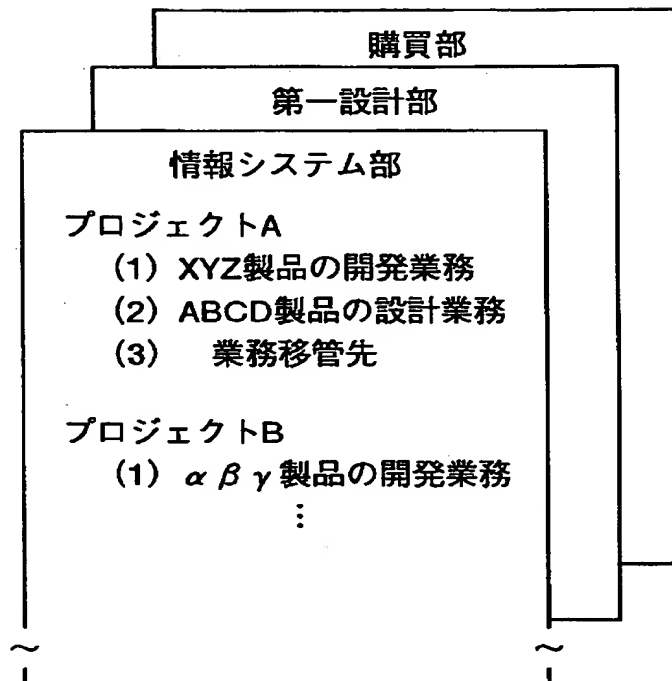 購買部
第一設計部
情報システム部
プロジェクトA
(1) XYZ製品の開発業務
(2) ABCD製品の設計業務
(3) 業務移管先
プロジェクトB
(1) αβγ製品の開発業務
⋮